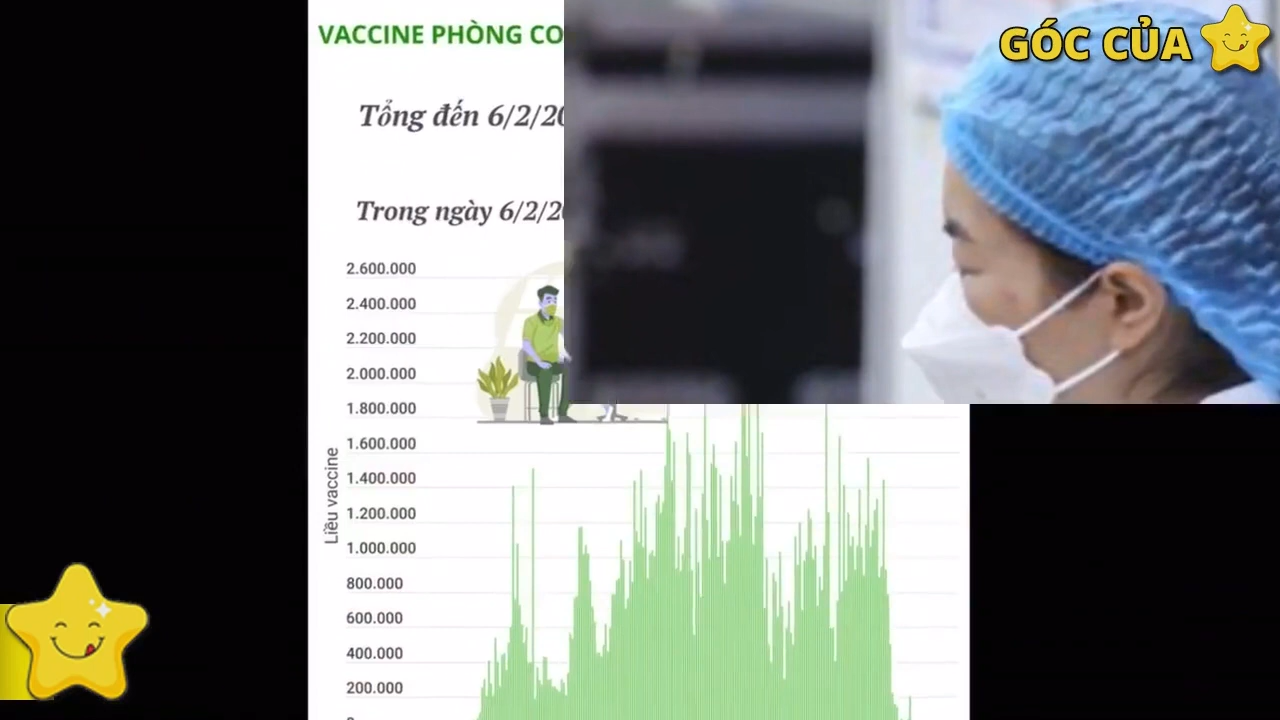 VACCINE PHÒNG CO
GÓC CỦA
Tổng đến 6/2/20
Trong ngày 6/2/20
2.600.000
2.400.000
2.200.000
2.000.000
1.800.000
1.600.000
1.400.000
1.200.000
1.000.000
800.000
600.000
400.000
200.000
Liều vaccine